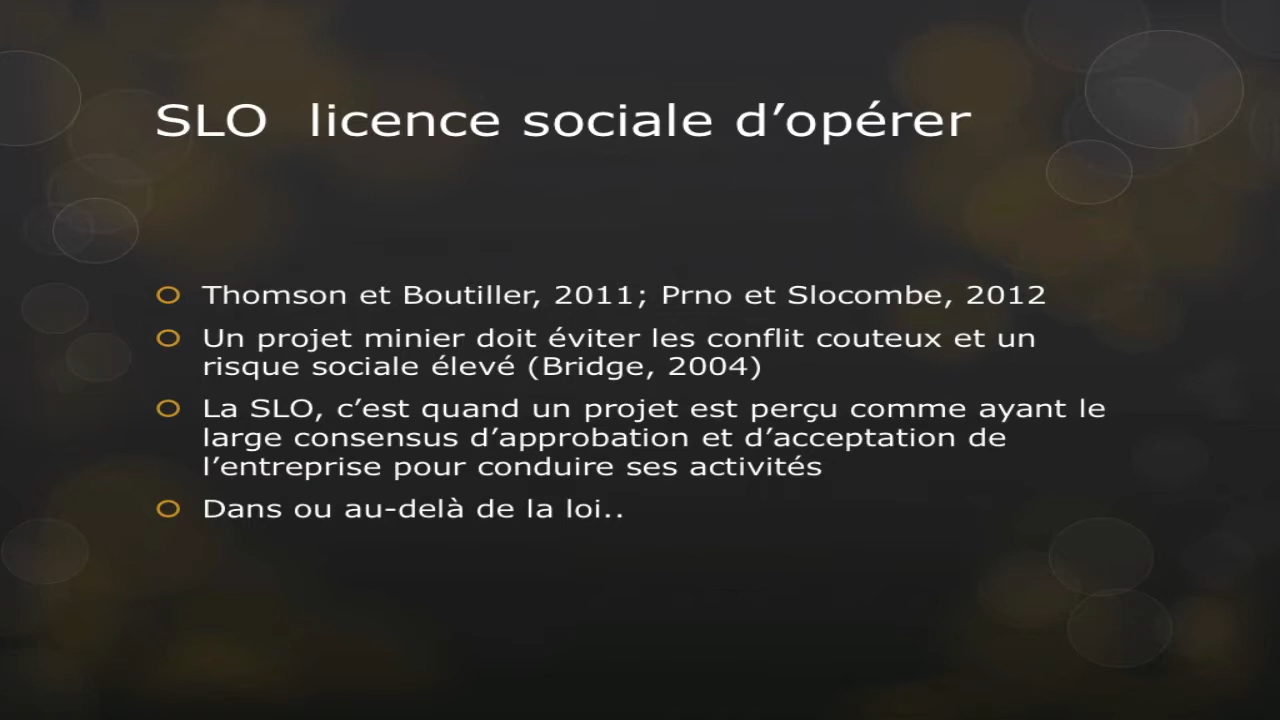 SLO licence sociale d’opérer
Thomson et Boutiller, 2011; Prno et Slocombe, 2012
Un projet minier doit éviter les conflit couteux et un
risque sociale élevé (Bridge, 2004)
La SLO, c’est quand un projet est perçu comme ayant le
large consensus d’approbation et d’acceptation de
l’entreprise pour conduire ses activités
Dans ou au-delà de la loi..